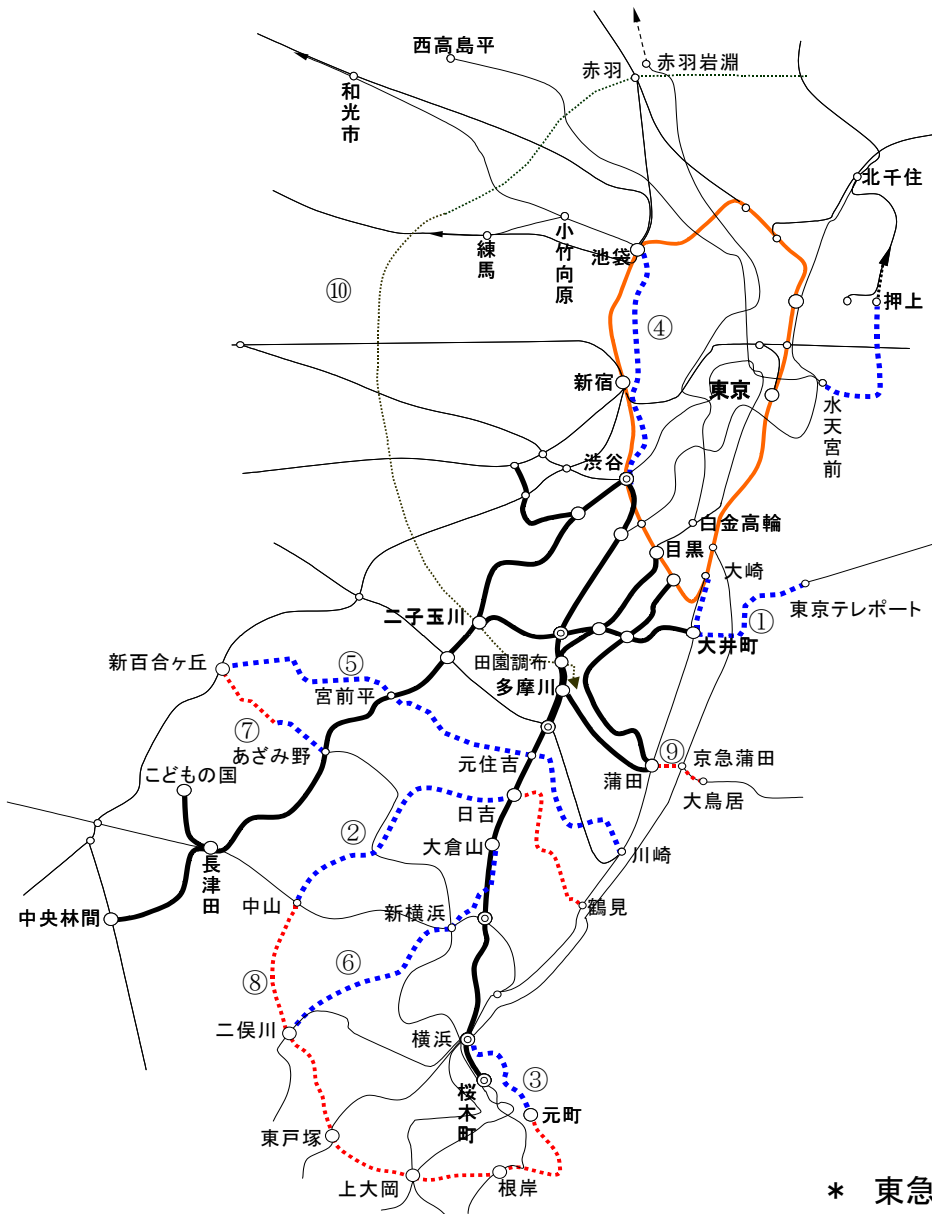 西高島平
赤羽
赤羽岩淵
和光市
北千住
練馬
小竹向原
池袋
押上
⑩
④
新宿
東京
水天宮前
渋谷
白金高輪
目黒
大崎
東京テレポート
二子玉川
①
大井町
新百合ヶ丘
⑤
田園調布
宮前平
多摩川
⑦
あざみ野
元住吉
⑨
京急蒲田
蒲田
大鳥居
こどもの国
日吉
②
大倉山
川崎
長津田
中央林間
中山
新横浜
鶴見
⑥
⑧
二俣川
横浜
③
桜木町
元町
東戸塚
上大岡
根岸
* 東急